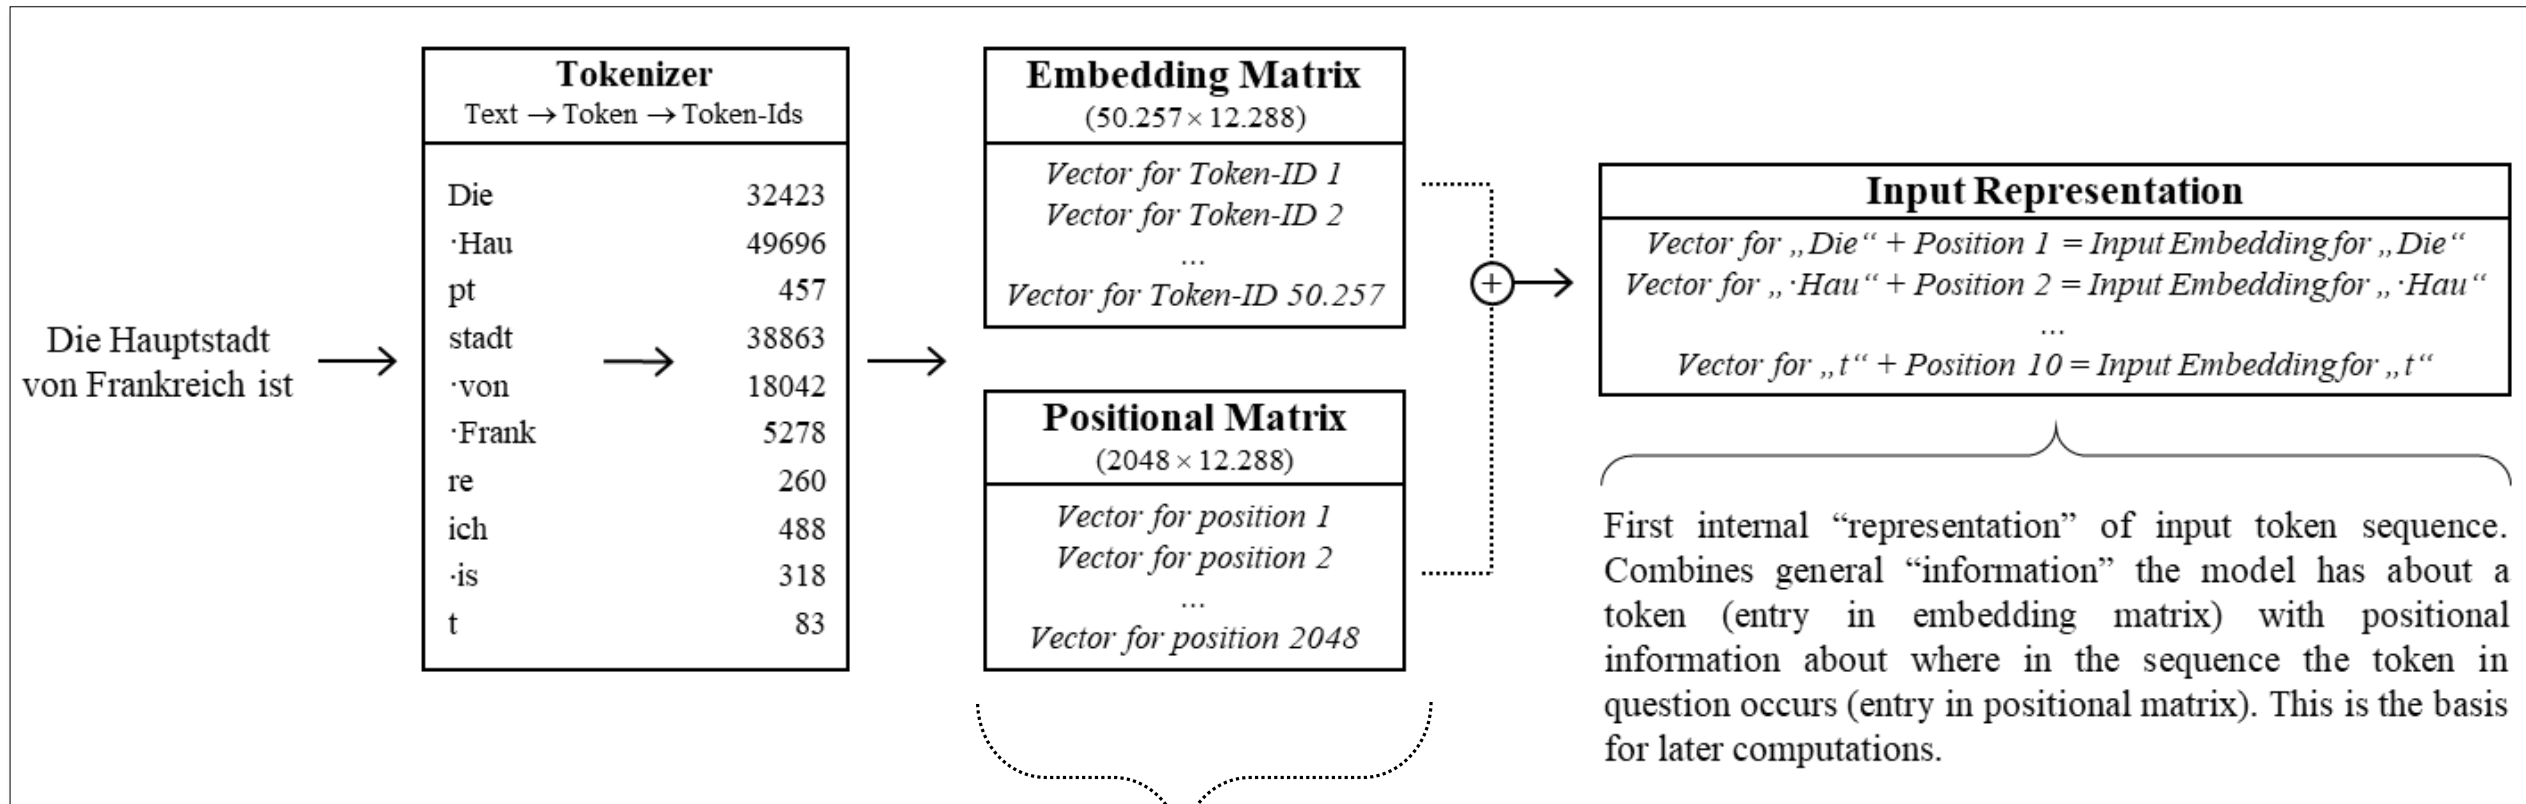 Die Hauptstadt
von Frankreich ist
Tokenizer
Text → Token → Token-Ids
Die 32423
·Hau 49696
pt 457
stadt 38863
·von 18042
·Frank 5278
re 260
ich 488
·is 318
t 83
Embedding Matrix
(50.257 × 12.288)
Vector for Token-ID 1
Vector for Token-ID 2
...
Vector for Token-ID 50.257
Positional Matrix
(2048 × 12.288)
Vector for position 1
Vector for position 2
...
Vector for position 2048
+
Input Representation
Vector for „Die“ + Position 1 = Input Embedding for „Die“
Vector for „·Hau“ + Position 2 = Input Embedding for „·Hau“
...
Vector for „t“ + Position 10 = Input Embedding for „t“
First internal “representation” of input token sequence.
Combines general “information” the model has about a
token (entry in embedding matrix) with positional
information about where in the sequence the token in
question occurs (entry in positional matrix). This is the basis
for later computations.